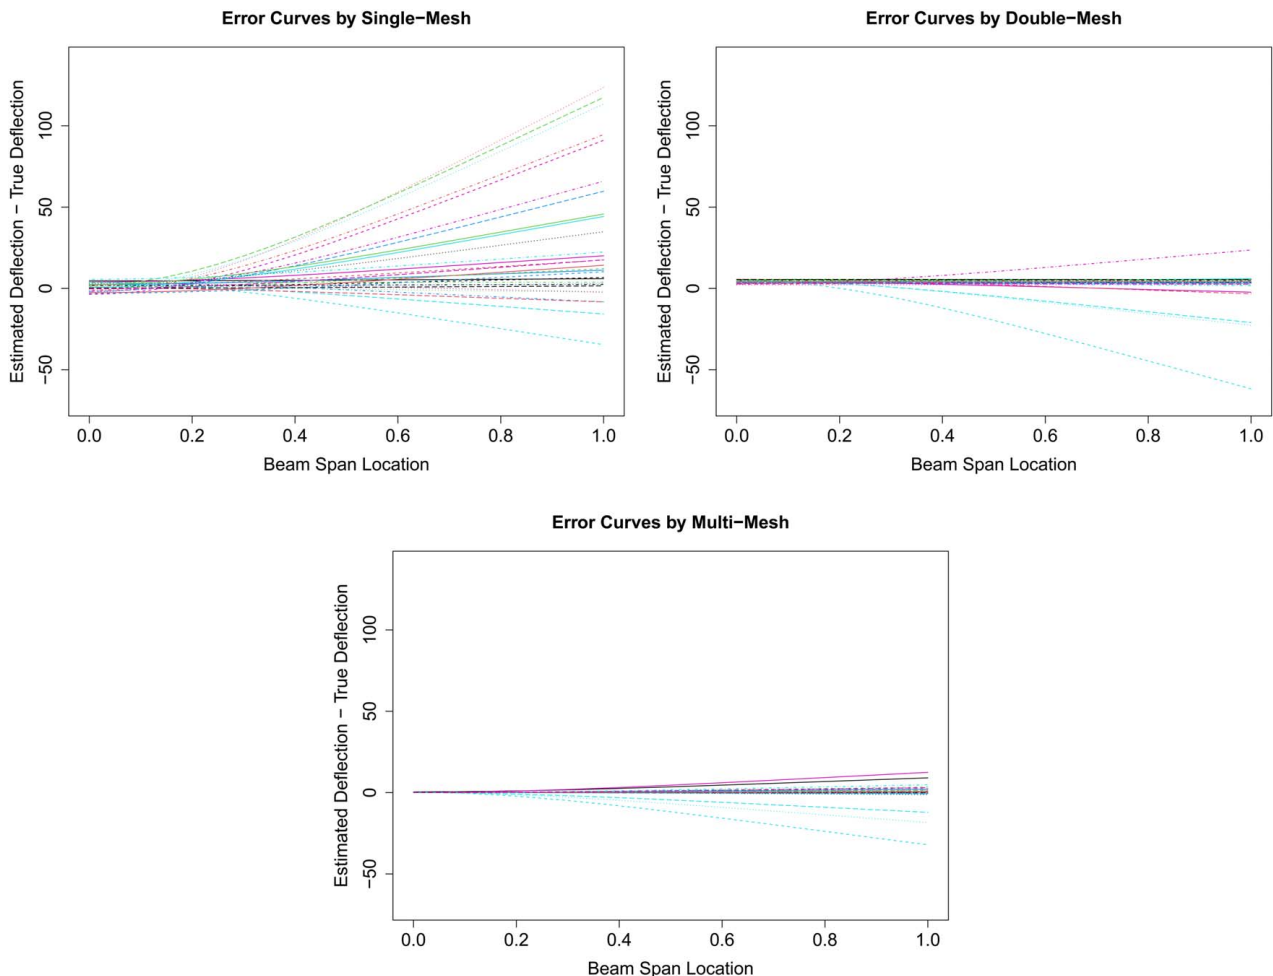 Error Curves by Single−Mesh
Estimated Deflection − True Deflection
100
50
0
−50
0.0 0.2 0.4 0.6 0.8 1.0
Beam Span Location
Error Curves by Double−Mesh
Estimated Deflection − True Deflection
100
50
0
−50
0.0 0.2 0.4 0.6 0.8 1.0
Beam Span Location
Error Curves by Multi−Mesh
Estimated Deflection − True Deflection
100
50
0
−50
0.0 0.2 0.4 0.6 0.8 1.0
Beam Span Location